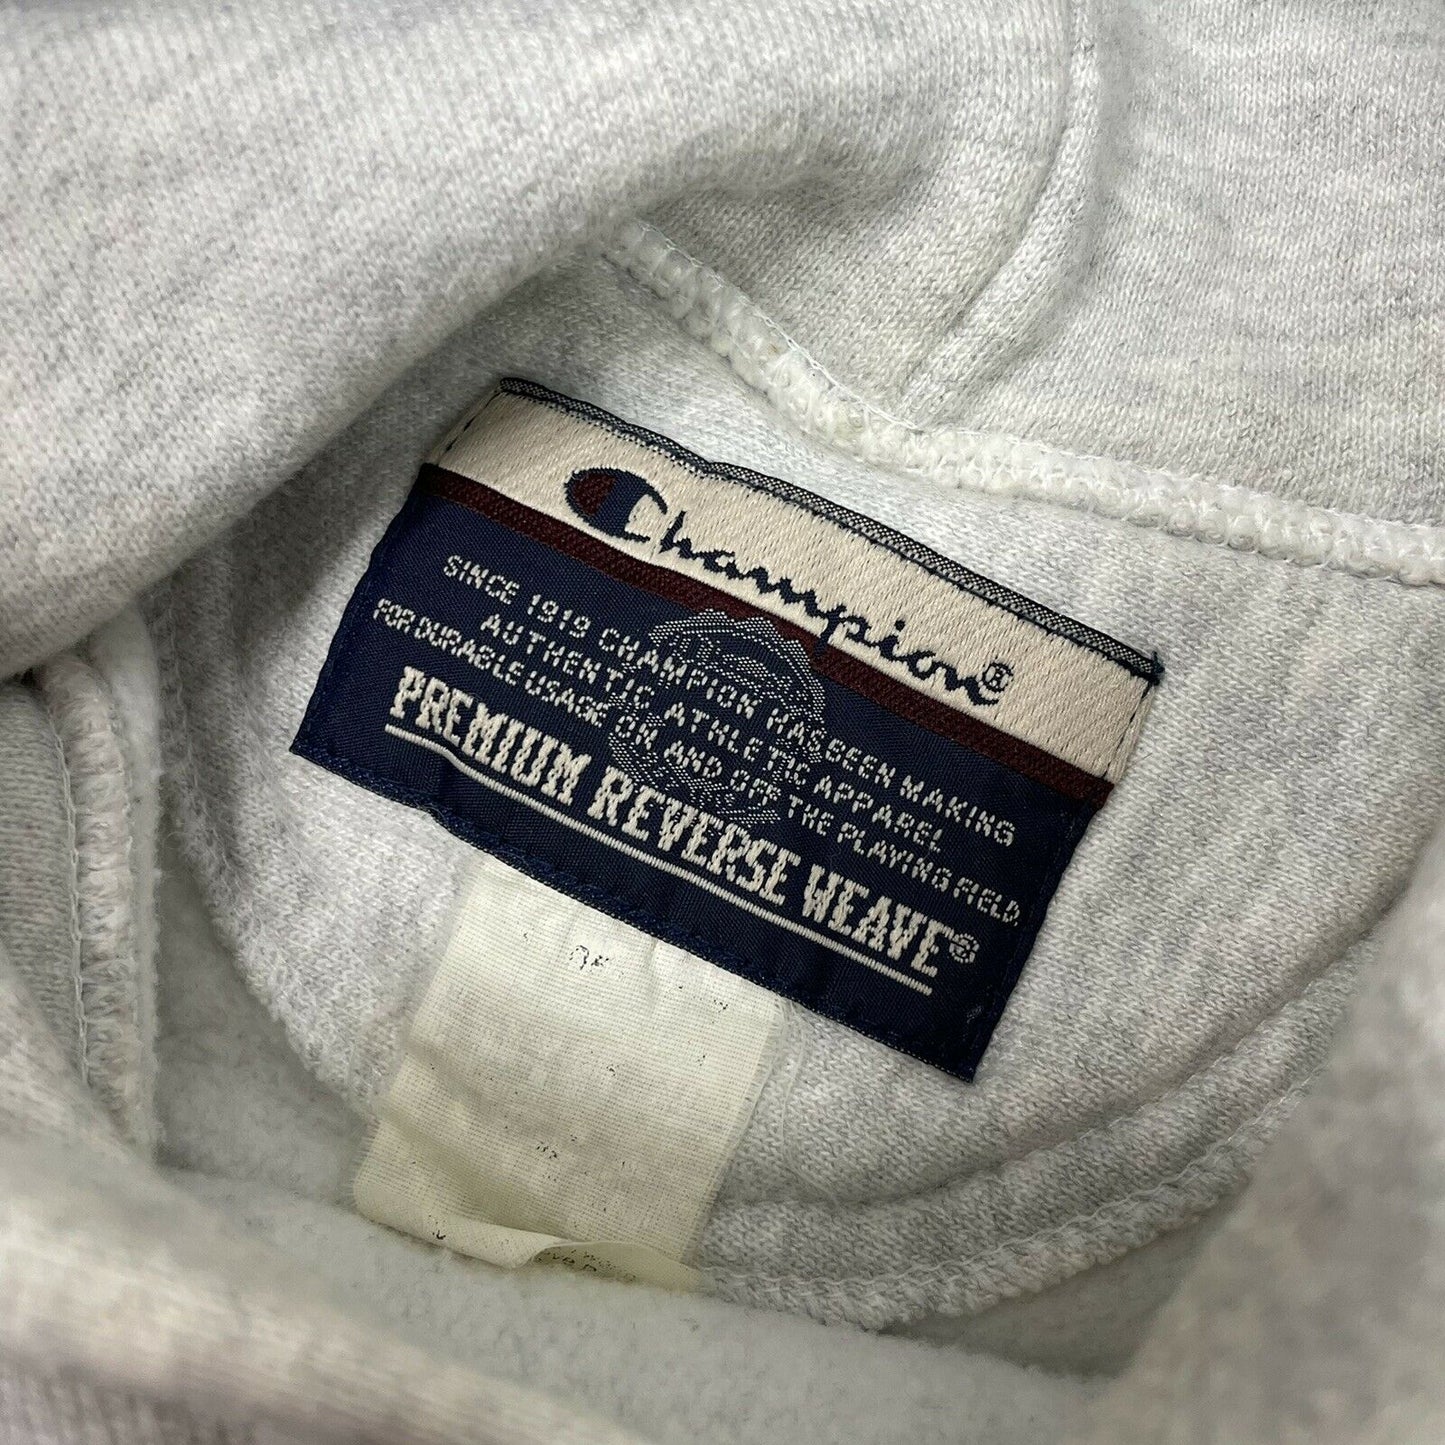 Champion®
SINCE 1919 CHAMPION HAS BEEN MAKING
AUTHENTIC ATHLETIC APPAREL
FOR DURABLE USAGE ON AND OFF THE PLAYING FIELD.
PREMIUM REVERSE WEAVE®